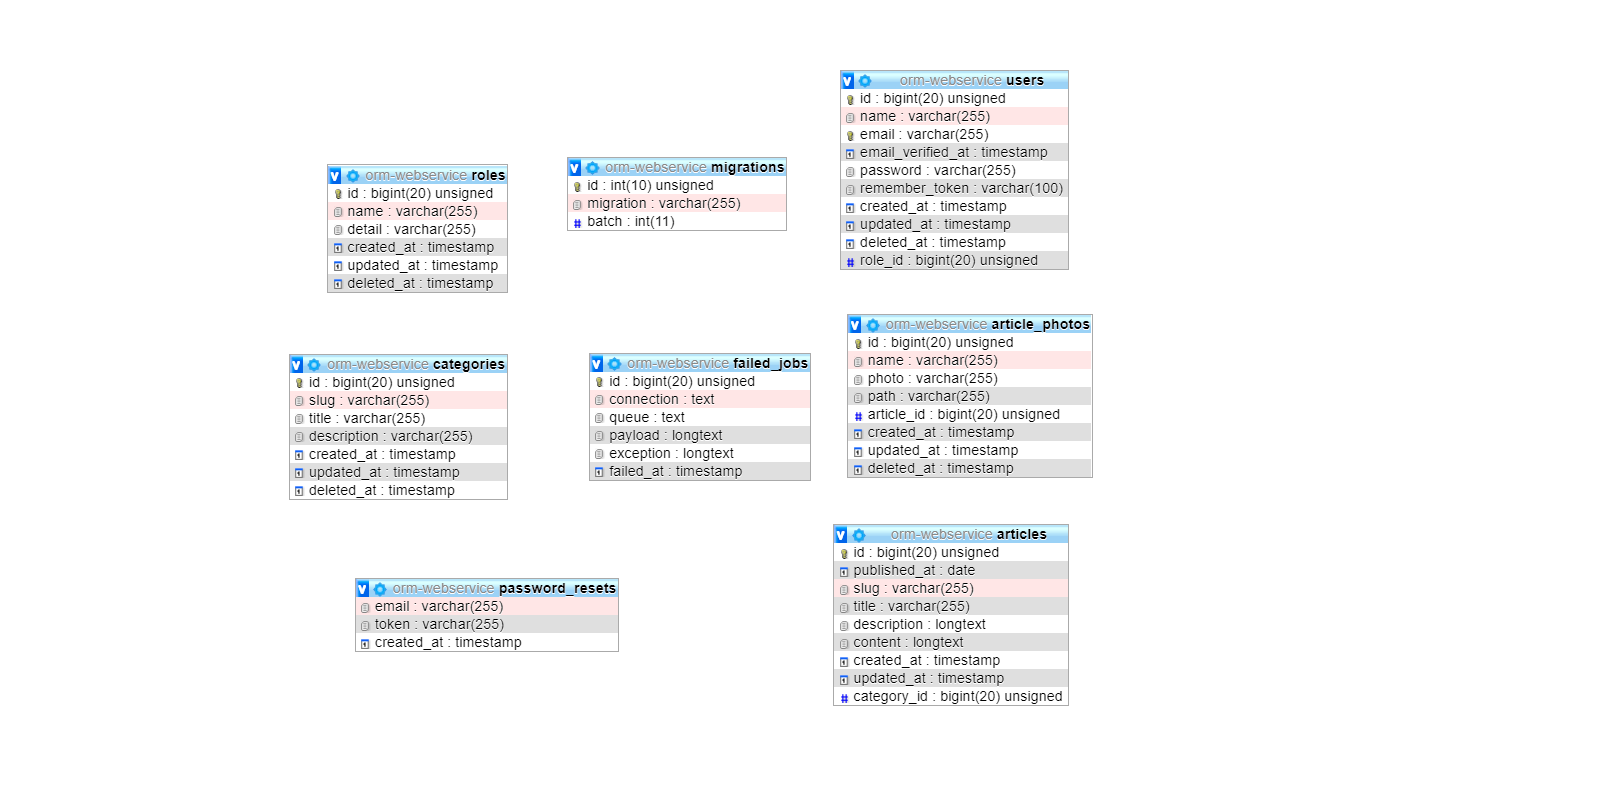 orm-webservice users
id : bigint(20) unsigned
name : varchar(255)
email : varchar(255)
email_verified_at : timestamp
password : varchar(255)
remember_token : varchar(100)
created_at : timestamp
updated_at : timestamp
deleted_at : timestamp
role_id : bigint(20) unsigned
orm-webservice migrations
id : int(10) unsigned
migration : varchar(255)
batch : int(11)
orm-webservice roles
id : bigint(20) unsigned
name : varchar(255)
detail : varchar(255)
created_at : timestamp
updated_at : timestamp
deleted_at : timestamp
orm-webservice article_photos
id : bigint(20) unsigned
name : varchar(255)
photo : varchar(255)
path : varchar(255)
article_id : bigint(20) unsigned
created_at : timestamp
updated_at : timestamp
deleted_at : timestamp
orm-webservice failed_jobs
id : bigint(20) unsigned
connection : text
queue : text
payload : longtext
exception : longtext
failed_at : timestamp
orm-webservice categories
id : bigint(20) unsigned
slug : varchar(255)
title : varchar(255)
description : varchar(255)
created_at : timestamp
updated_at : timestamp
deleted_at : timestamp
orm-webservice articles
id : bigint(20) unsigned
published_at : date
slug : varchar(255)
title : varchar(255)
description : longtext
content : longtext
created_at : timestamp
updated_at : timestamp
category_id : bigint(20) unsigned
orm-webservice password_resets
email : varchar(255)
token : varchar(255)
created_at : timestamp